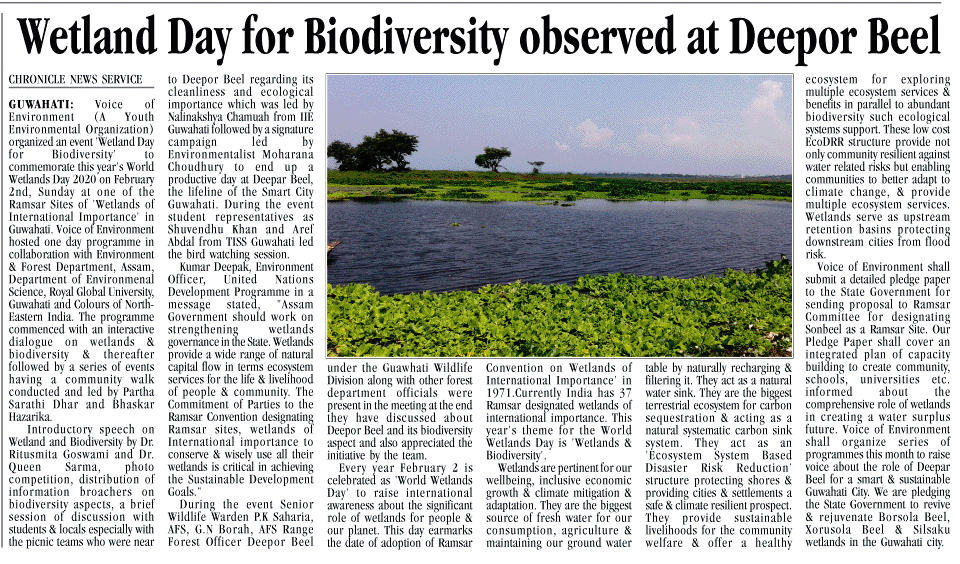 Wetland Day for Biodiversity observed at Deepor Beel
CHRONICLE NEWS SERVICE
GUWAHATI: Voice of
Environment (A Youth
Environmental Organization)
organized an event 'Wetland Day
for Biodiversity' to
commemorate this year's World
Wetlands Day 2020 on February
2nd, Sunday at one of the
Ramsar Sites of 'Wetlands of
International Importance' in
Guwahati. Voice of Environment
hosted one day programme in
collaboration with Environment
& Forest Department, Assam,
Department of Environmenal
Science, Royal Global University,
Guwahati and Colours of North-
Eastern India. The programme
commenced with an interactive
dialogue on wetlands &
biodiversity & thereafter
followed by a series of events
having a community walk
conducted and led by Partha
Sarathi Dhar and Bhaskar
Hazarika.
Introductory speech on
Wetland and Biodiversity by Dr.
Ritusmita Goswami and Dr.
Queen Sarma, photo
competition, distribution of
information broachers on
biodiversity aspects, a brief
session of discussion with
students & locals especially with
the picnic teams who were near
to Deepor Beel regarding its
cleanliness and ecological
importance which was led by
Nalinakshya Chamuah from IIE
Guwahati followed by a signature
campaign led by
Environmentalist Moharana
Choudhury to end up a
productive day at Deepar Beel,
the lifeline of the Smart City
Guwahati. During the event
student representatives as
Shuvendhu Khan and Aref
Abdal from TISS Guwahati led
the bird watching session.
Kumar Deepak, Environment
Officer, United Nations
Development Programme in a
message stated, "Assam
Government should work on
strengthening wetlands
governance in the State. Wetlands
provide a wide range of natural
capital flow in terms ecosystem
services for the life & livelihood
of people & community. The
Commitment of Parties to the
Ramsar Convention designating
Ramsar sites, wetlands of
International importance to
conserve & wisely use all their
wetlands is critical in achieving
the Sustainable Development
Goals."
During the event Senior
Wildlife Warden P.K Saharia,
AFS, G.N Borah, AFS Range
Forest Officer Deepor Beel
under the Guawhati Wildlife
Division along with other forest
department officials were
present in the meeting at the end
they have discussed about
Deepor Beel and its biodiversity
aspect and also appreciated the
initiative by the team.
Every year February 2 is
celebrated as 'World Wetlands
Day' to raise international
awareness about the significant
role of wetlands for people &
our planet. This day earmarks
the date of adoption of Ramsar
Convention on Wetlands of
International Importance' in
1971.Currently India has 37
Ramsar designated wetlands of
international importance. This
year's theme for the World
Wetlands Day is 'Wetlands &
Biodiversity'.
Wetlands are pertinent for our
wellbeing, inclusive economic
growth & climate mitigation &
adaptation. They are the biggest
source of fresh water for our
consumption, agriculture &
maintaining our ground water
table by naturally recharging &
filtering it. They act as a natural
water sink. They are the biggest
terrestrial ecosystem for carbon
sequestration & acting as a
natural systematic carbon sink
system. They act as an
'Ecosystem System Based
Disaster Risk Reduction'
structure protecting shores &
providing cities & settlements a
safe & climate resilient prospect.
They provide sustainable
livelihoods for the community
welfare & offer a healthy
ecosystem for exploring
multiple ecosystem services &
benefits in parallel to abundant
biodiversity such ecological
systems support. These low cost
EcoDRR structure provide not
only community resilient against
water related risks but enabling
communities to better adapt to
climate change, & provide
multiple ecosystem services.
Wetlands serve as upstream
retention basins protecting
downstream cities from flood
risk.
Voice of Environment shall
submit a detailed pledge paper
to the State Government for
sending proposal to Ramsar
Committee for designating
Sonbeel as a Ramsar Site. Our
Pledge Paper shall cover an
integrated plan of capacity
building to create community,
schools, universities etc.
informed about the
comprehensive role of wetlands
in creating a water surplus
future. Voice of Environment
shall organize series of
programmes this month to raise
voice about the role of Deepar
Beel for a smart & sustainable
Guwahati City. We are pledging
the State Government to revive
& rejuvenate Borsola Beel,
Xorusola Beel & Silsaku
wetlands in the Guwahati city.